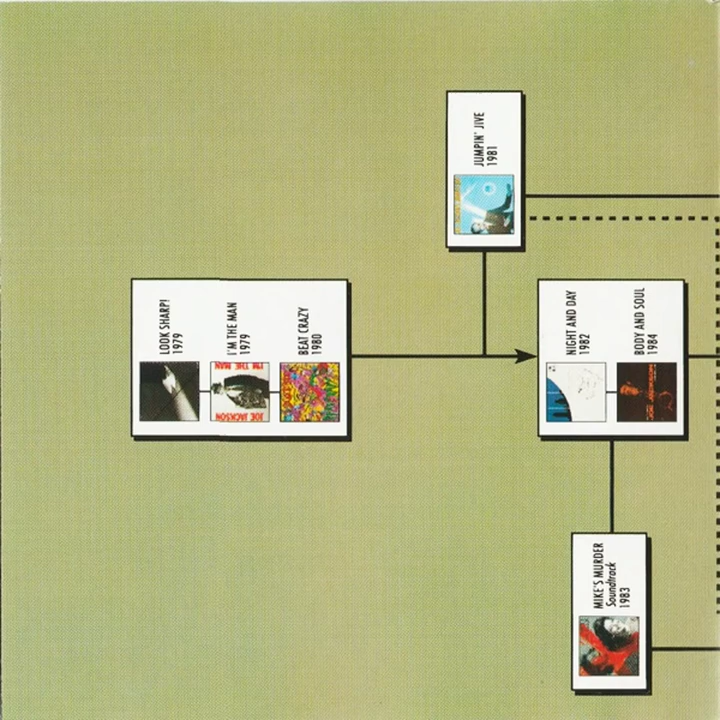 JUMPIN' JIVE
1981
LOOK SHARP!
1979
I'M THE MAN
1979
BEAT CRAZY
1980
I'M THE MAN
JOE JACKSON
NIGHT AND DAY
1982
BODY AND SOUL
1984
MIKE'S MURDER
Soundtrack
1983